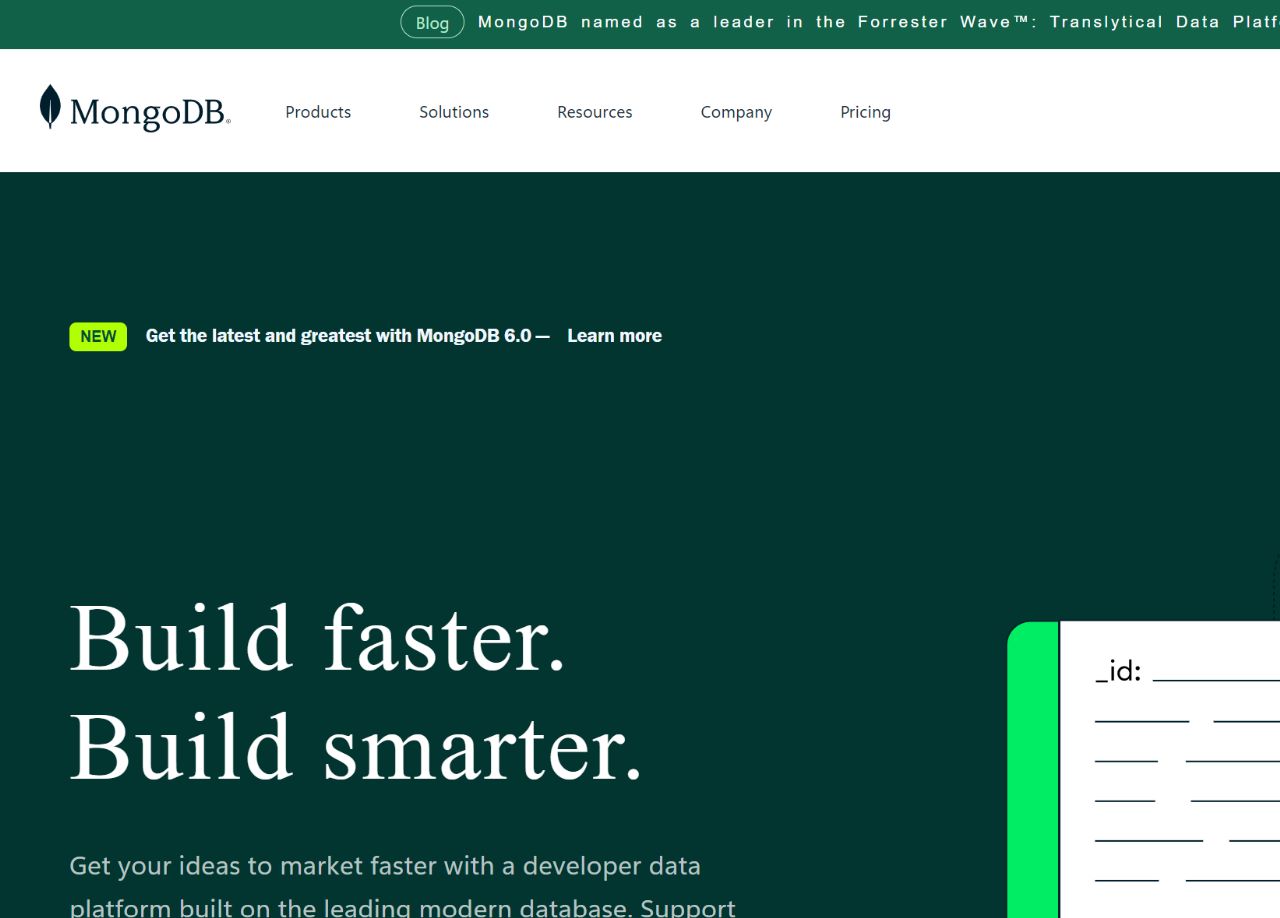 Blog MongoDB named as a leader in the Forrester Wave™: Translytical Data
MongoDB®
Products Solutions Resources Company Pricing
NEW Get the latest and greatest with MongoDB 6.0 — Learn more
Build faster.
Build smarter.
_id:
Get your ideas to market faster with a developer data
platform built on the leading modern database. Support